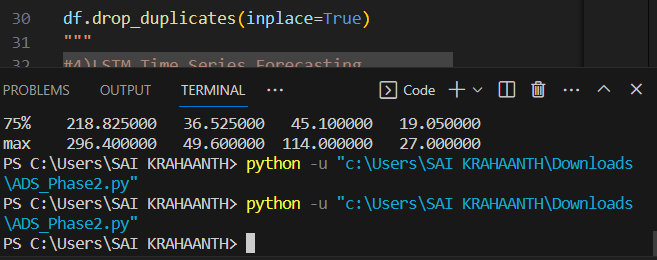 30 df.drop_duplicates(inplace=True)
31 """
32 #4)LSTM Time Series Forecasting
PROBLEMS OUTPUT TERMINAL ··· Code
75% 218.825000 36.525000 45.100000 19.050000
max 296.400000 49.600000 114.000000 27.000000
PS C:\Users\SAI KRAHAANTH> python -u "c:\Users\SAI KRAHAANTH\Downloads
\ADS_Phase2.py"
PS C:\Users\SAI KRAHAANTH> python -u "c:\Users\SAI KRAHAANTH\Downloads
\ADS_Phase2.py"
PS C:\Users\SAI KRAHAANTH>